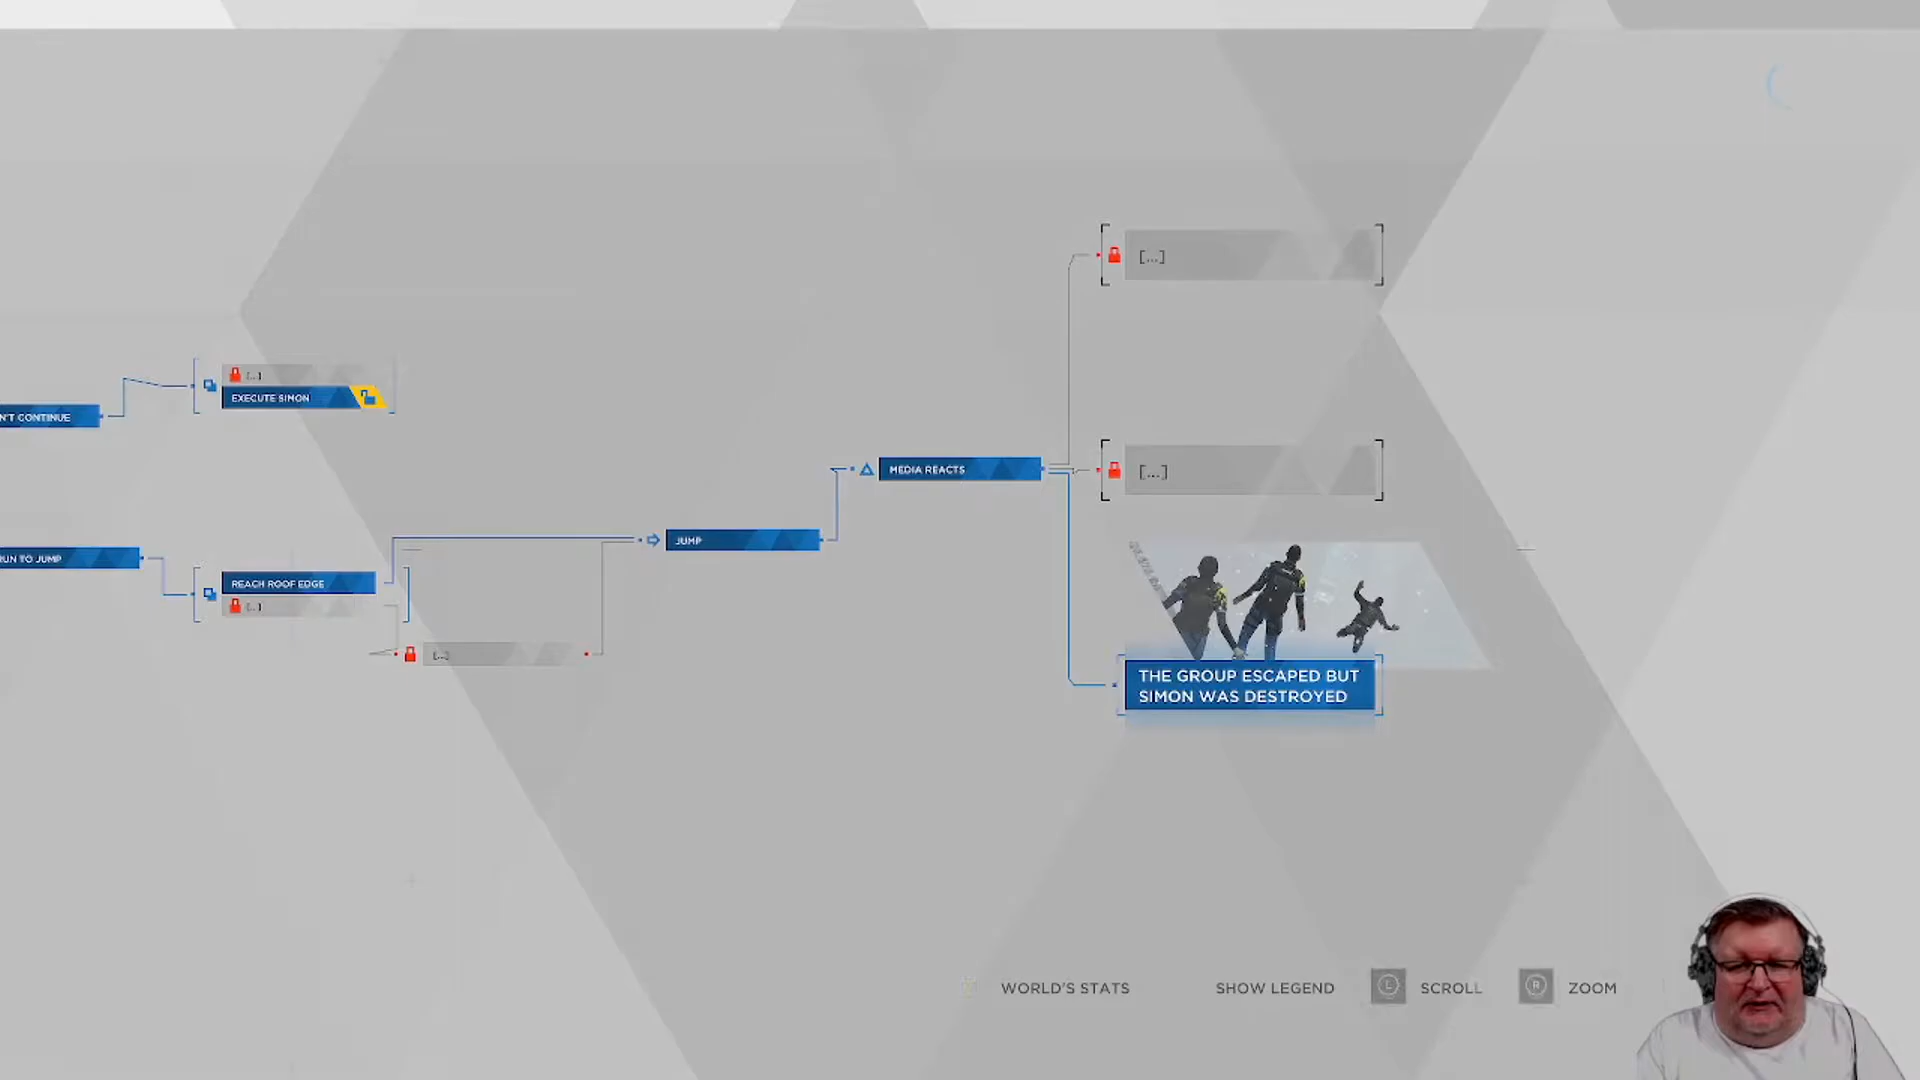 [...]
[...]
EXECUTE SIMON
N'T CONTINUE
MEDIA REACTS
[...]
JUMP
RUN TO JUMP
REACH ROOF EDGE
[...]
[...]
THE GROUP ESCAPED BUT
SIMON WAS DESTROYED
WORLD'S STATS
SHOW LEGEND
L
SCROLL
R
ZOOM